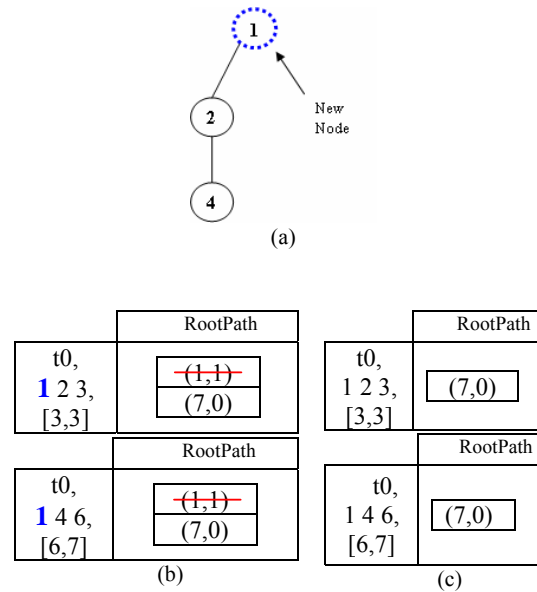 1
New
Node
2
4
(a)
RootPath
t0,
1 2 3,
[3,3]
(1,1)
(7,0)
RootPath
t0,
1 4 6,
[6,7]
(1,1)
(7,0)
(b)
RootPath
t0,
1 2 3,
[3,3]
(7,0)
RootPath
t0,
1 4 6,
[6,7]
(7,0)
(c)